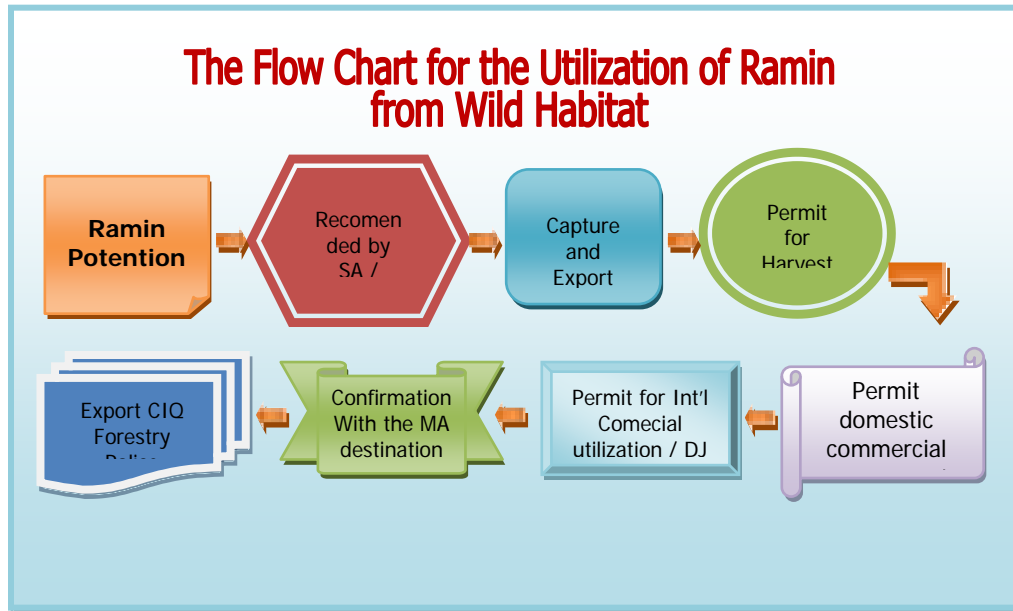 The Flow Chart for the Utilization of Ramin
from Wild Habitat
Ramin
Potention
Recomen
ded by
SA /
Capture
and
Export
Permit
for
Harvest
Permit
domestic
commercial
Permit for Int'l
Comecial
utilization / DJ
Confirmation
With the MA
destination
Export CIQ
Forestry
Police